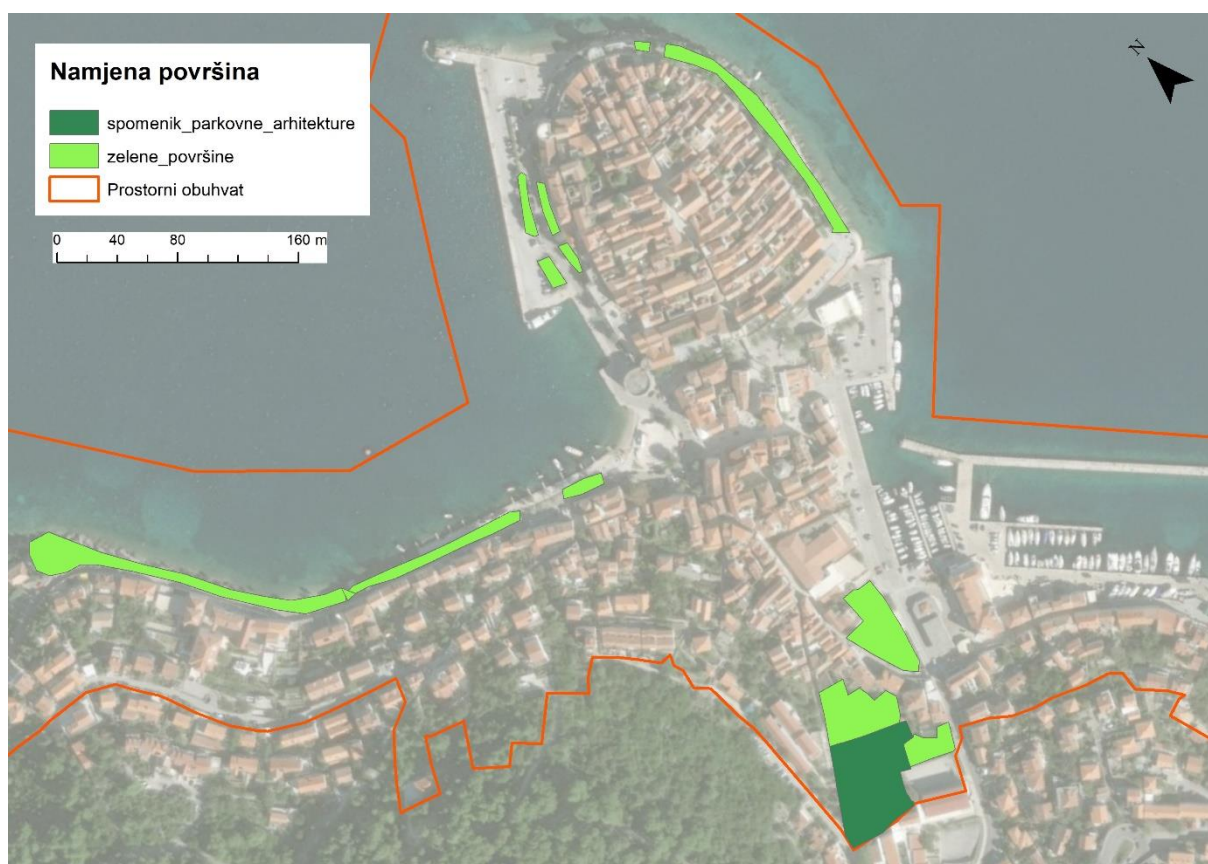 Namjena površina
spomenik_parkovne_arhitekture
zelene_površine
Prostorni obuhvat
0 40 80 160 m
N